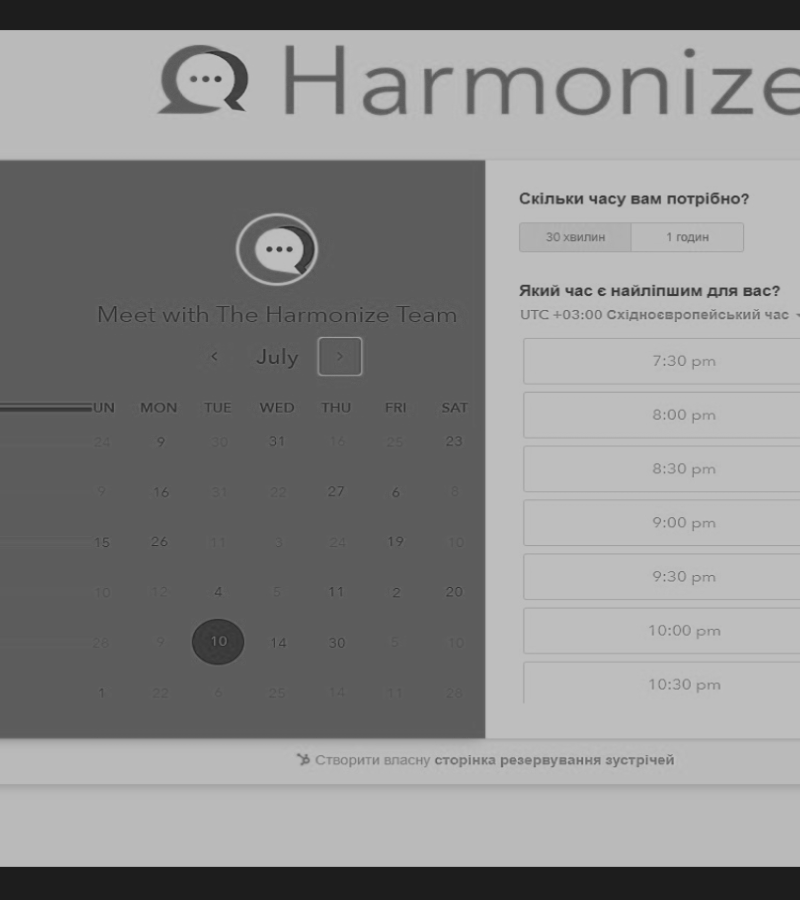 Harmonize
Meet with The Harmonize Team
‹ July ›
UN MON TUE WED THU FRI SAT
24 9 30 31 16 25 23
9 16 31 22 27 6 8
15 26 11 3 24 19 10
10 12 4 5 11 2 20
28 9 10 14 30 5 10
1 22 6 25 14 11 28
Скільки часу вам потрібно?
30 хвилин 1 годин
Який час є найліпшим для вас?
UTC +03:00 Східноєвропейський час
7:30 pm
8:00 pm
8:30 pm
9:00 pm
9:30 pm
10:00 pm
10:30 pm
Створити власну сторінка резервування зустрічей